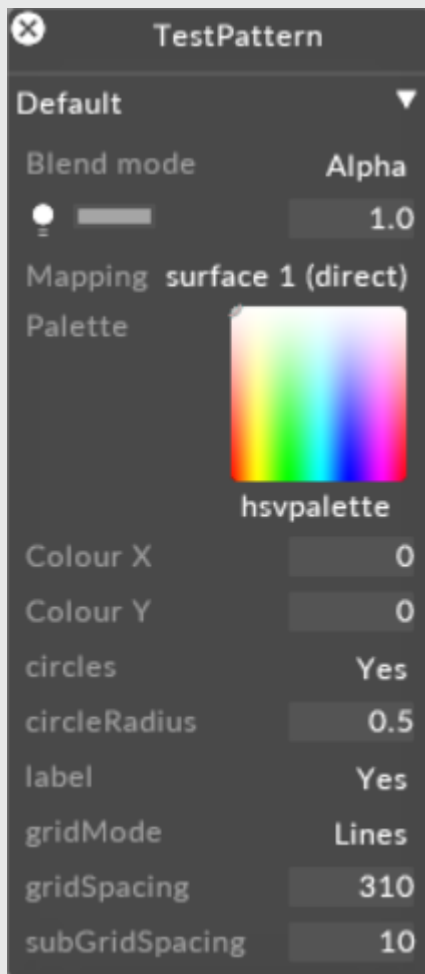 TestPattern
Default
Blend mode Alpha
1.0
Mapping surface 1 (direct)
Palette
hsvpalette
Colour X 0
Colour Y 0
circles Yes
circleRadius 0.5
label Yes
gridMode Lines
gridSpacing 310
subGridSpacing 10